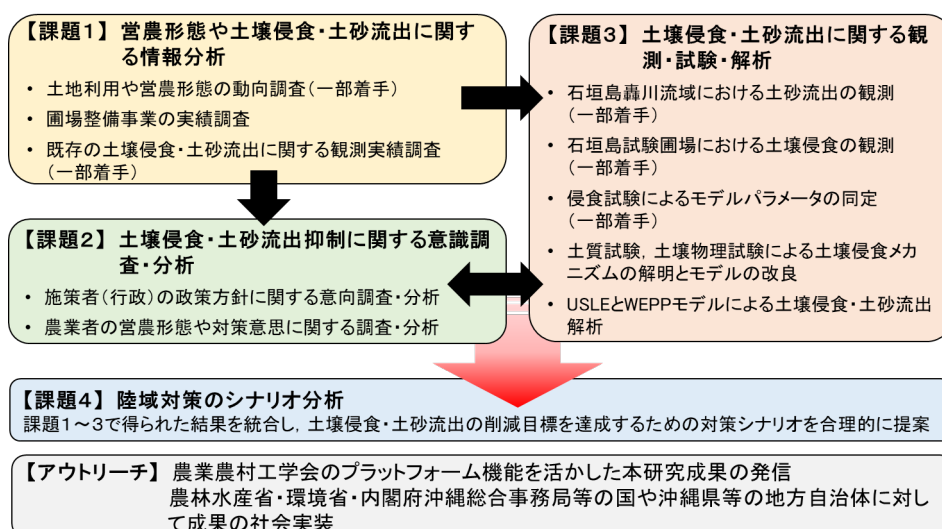 【課題1】 営農形態や土壌侵食・土砂流出に関す
る情報分析
• 土地利用や営農形態の動向調査(一部着手)
• 圃場整備事業の実績調査
• 既存の土壌侵食・土砂流出に関する観測実績調査
(一部着手)
【課題2】 土壌侵食・土砂流出抑制に関する意識調
査・分析
• 施策者(行政)の政策方針に関する意向調査・分析
• 農業者の営農形態や対策意思に関する調査・分析
【課題3】 土壌侵食・土砂流出に関する観
測・試験・解析
• 石垣島轟川流域における土砂流出の観測
(一部着手)
• 石垣島試験圃場における土壌侵食の観測
(一部着手)
• 侵食試験によるモデルパラメータの同定
(一部着手)
• 土質試験，土壌物理試験による土壌侵食メカ
ニズムの解明とモデルの改良
• USLEとWEPPモデルによる土壌侵食・土砂流出
解析
【課題4】 陸域対策のシナリオ分析
課題1～3で得られた結果を統合し，土壌侵食・土砂流出の削減目標を達成するための対策シナリオを合理的に提案
【アウトリーチ】 農業農村工学会のプラットフォーム機能を活かした本研究成果の発信
農林水産省・環境省・内閣府沖縄総合事務局等の国や沖縄県等の地方自治体に対し
て成果の社会実装